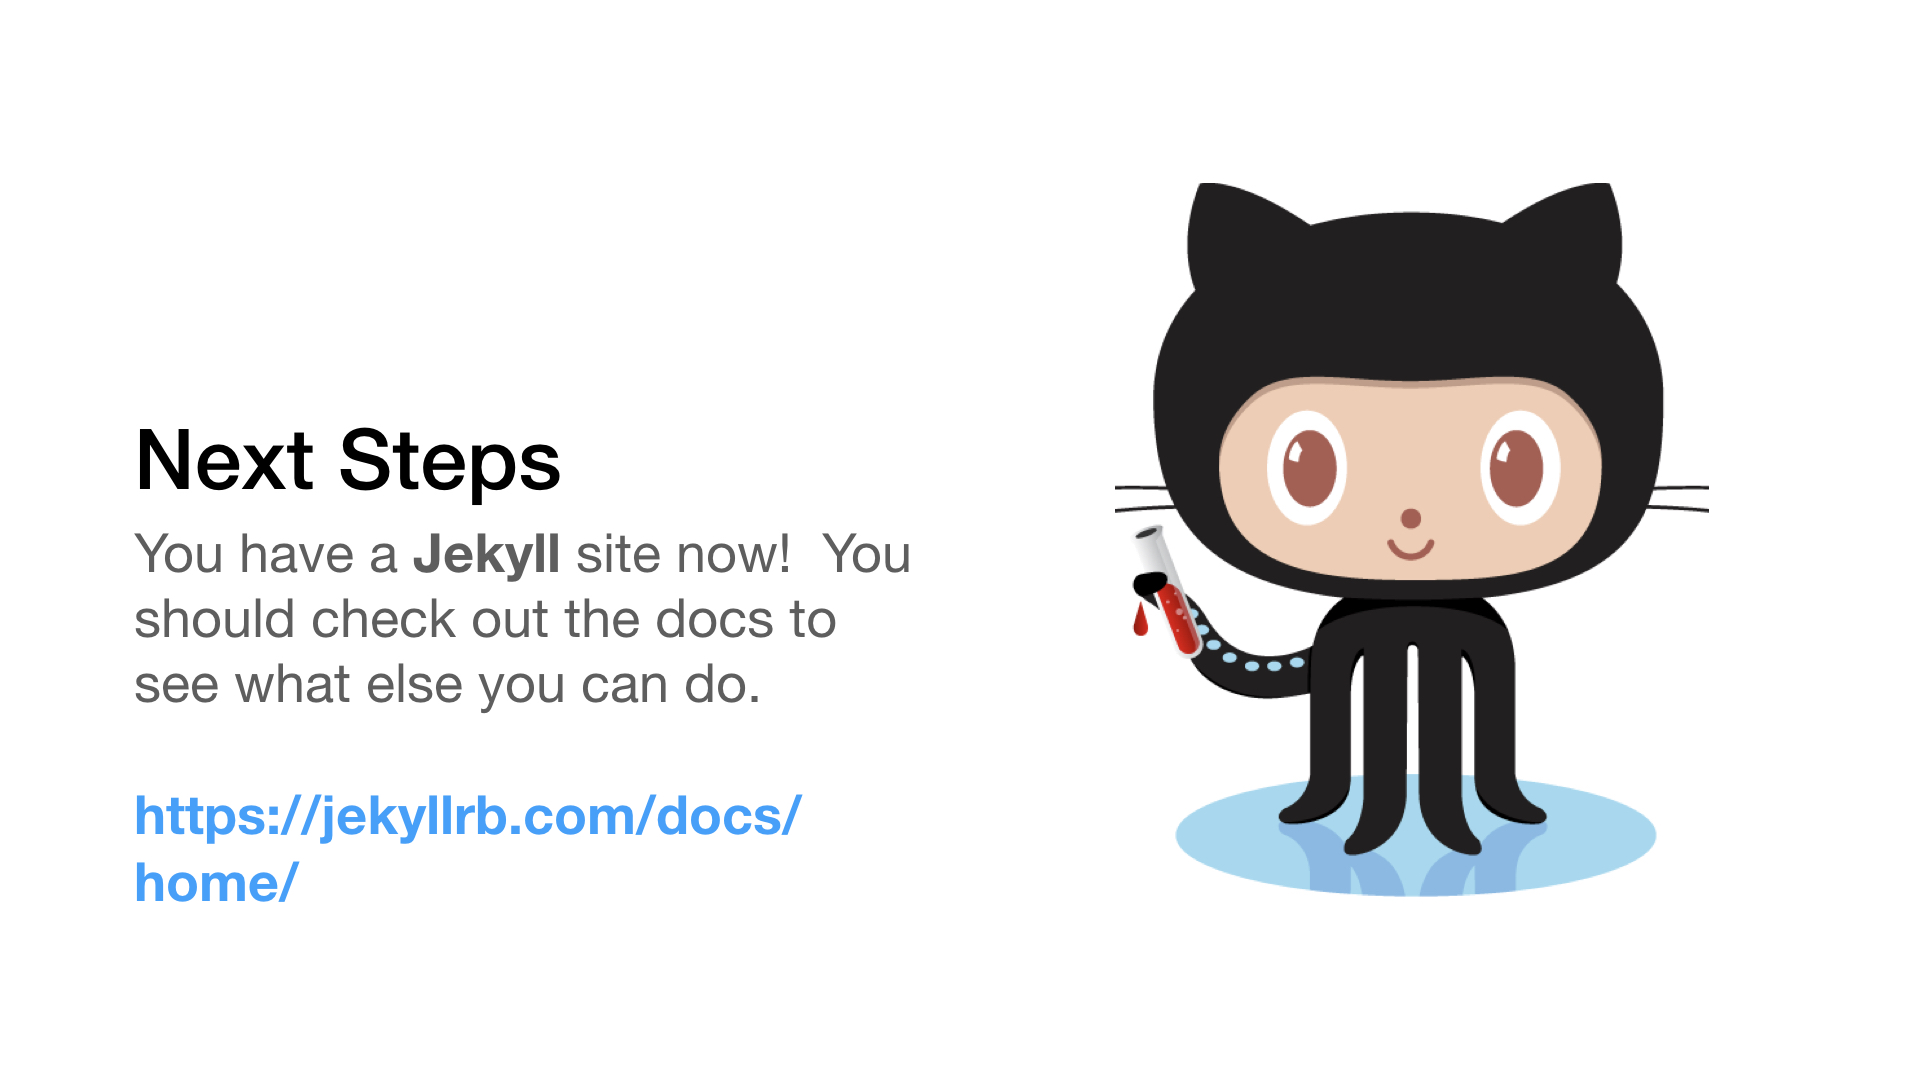 Next Steps
You have a Jekyll site now!  You
should check out the docs to
see what else you can do.
https://jekyllrb.com/docs/
home/